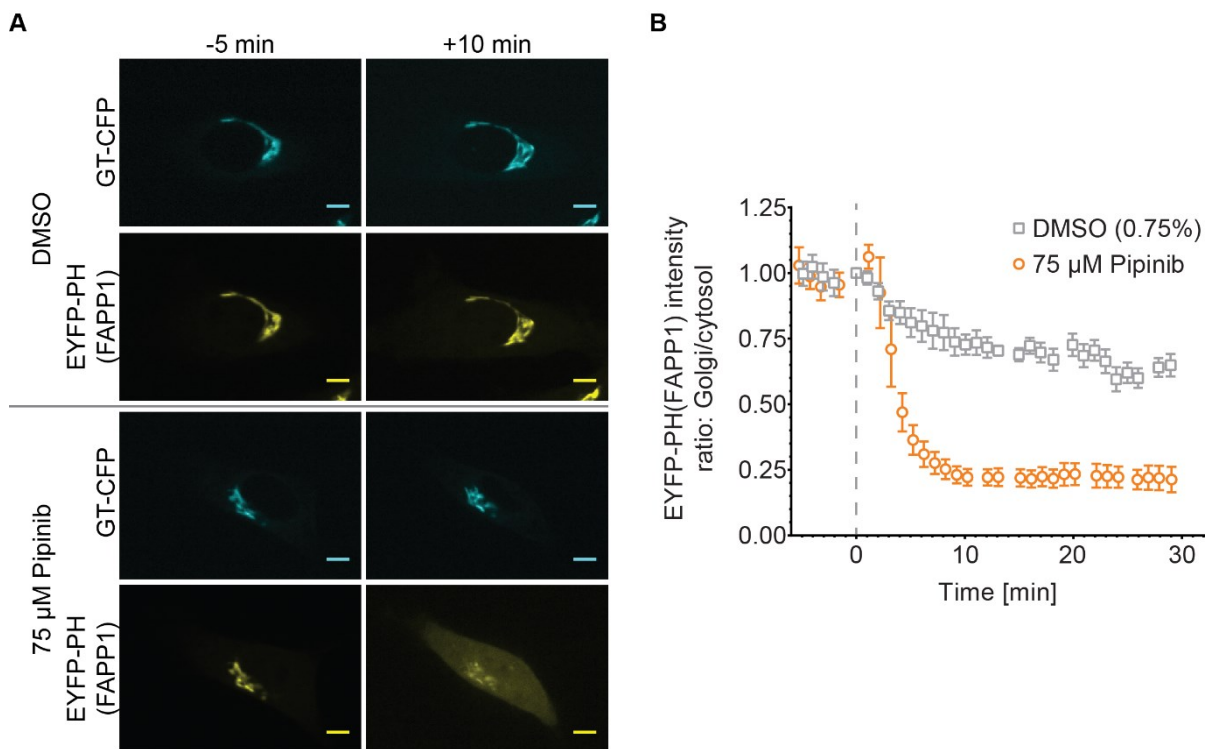 A
-5 min
+10 min
DMSO
GT-CFP
EYFP-PH
(FAPP1)
75 µM Pipinib
GT-CFP
EYFP-PH
(FAPP1)
B
EYFP-PH(FAPP1) intensity
ratio: Golgi/cytosol
1.25
1.00
0.75
0.50
0.25
0.00
DMSO (0.75%)
75 µM Pipinib
0
10
20
30
Time [min]